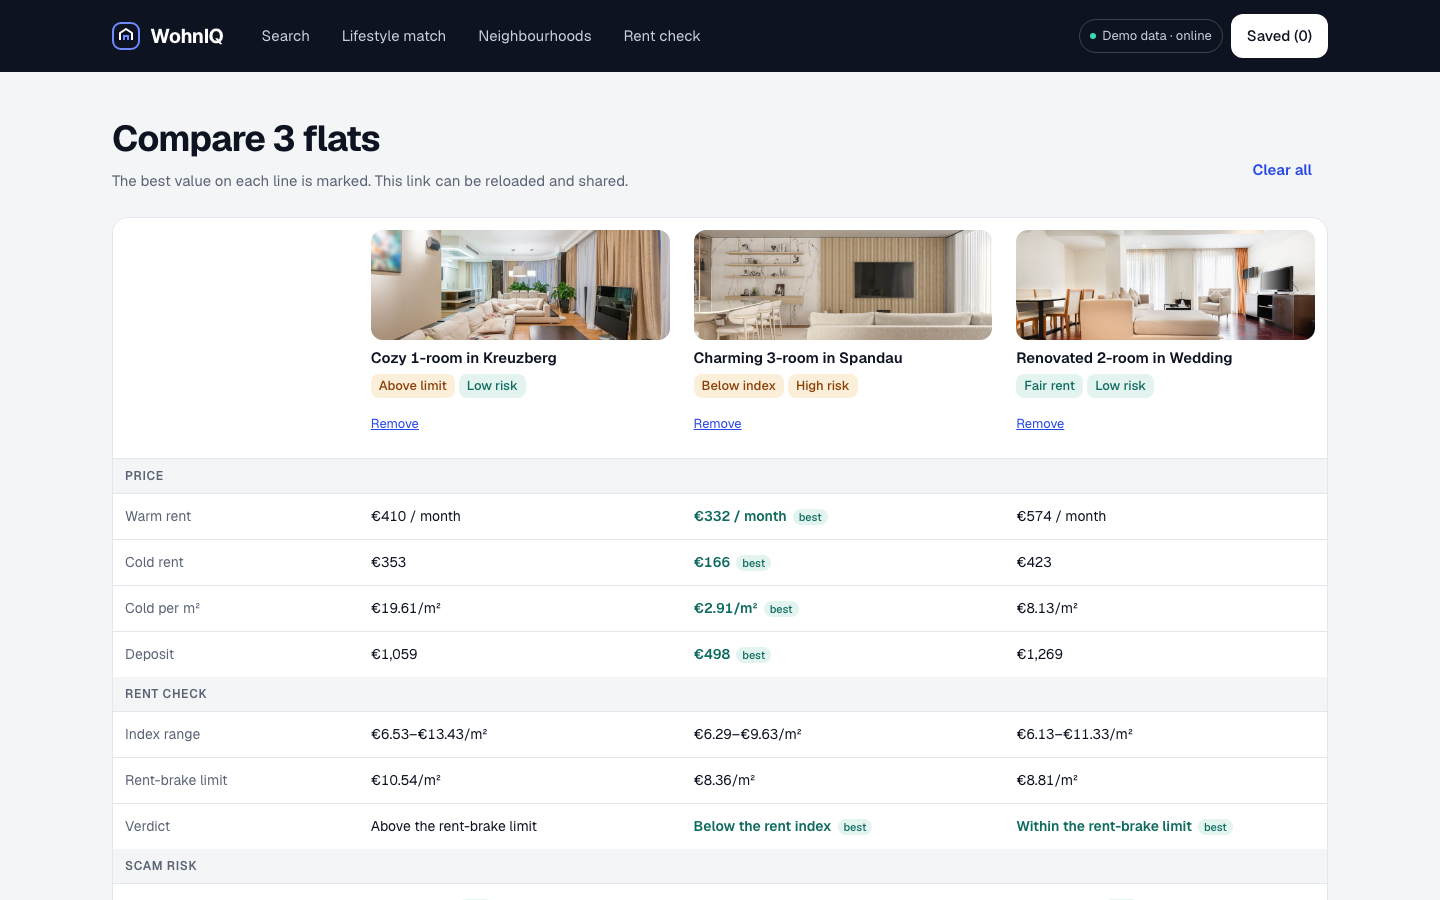 WohnIQ Search Lifestyle match Neighbourhoods Rent check Demo data · online Saved (0)
Compare 3 flats
The best value on each line is marked. This link can be reloaded and shared.
Clear all
Cozy 1-room in Kreuzberg Charming 3-room in Spandau Renovated 2-room in Wedding
Above limit Low risk Below index High risk Fair rent Low risk
Remove Remove Remove
PRICE
Warm rent €410 / month €332 / month best €574 / month
Cold rent €353 €166 best €423
Cold per m² €19.61/m² €2.91/m² best €8.13/m²
Deposit €1,059 €498 best €1,269
RENT CHECK
Index range €6.53–€13.43/m² €6.29–€9.63/m² €6.13–€11.33/m²
Rent-brake limit €10.54/m² €8.36/m² €8.81/m²
Verdict Above the rent-brake limit Below the rent index best Within the rent-brake limit best
SCAM RISK